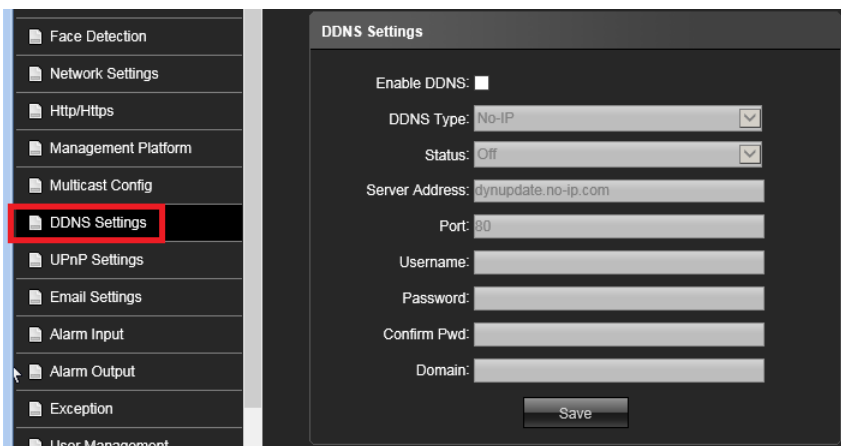 Face Detection
Network Settings
Http/Https
Management Platform
Multicast Config
DDNS Settings
UPnP Settings
Email Settings
Alarm Input
Alarm Output
Exception
User Management
DDNS Settings
Enable DDNS:
DDNS Type: No-IP
Status: Off
Server Address: dynupdate.no-ip.com
Port: 80
Username:
Password:
Confirm Pwd:
Domain:
Save